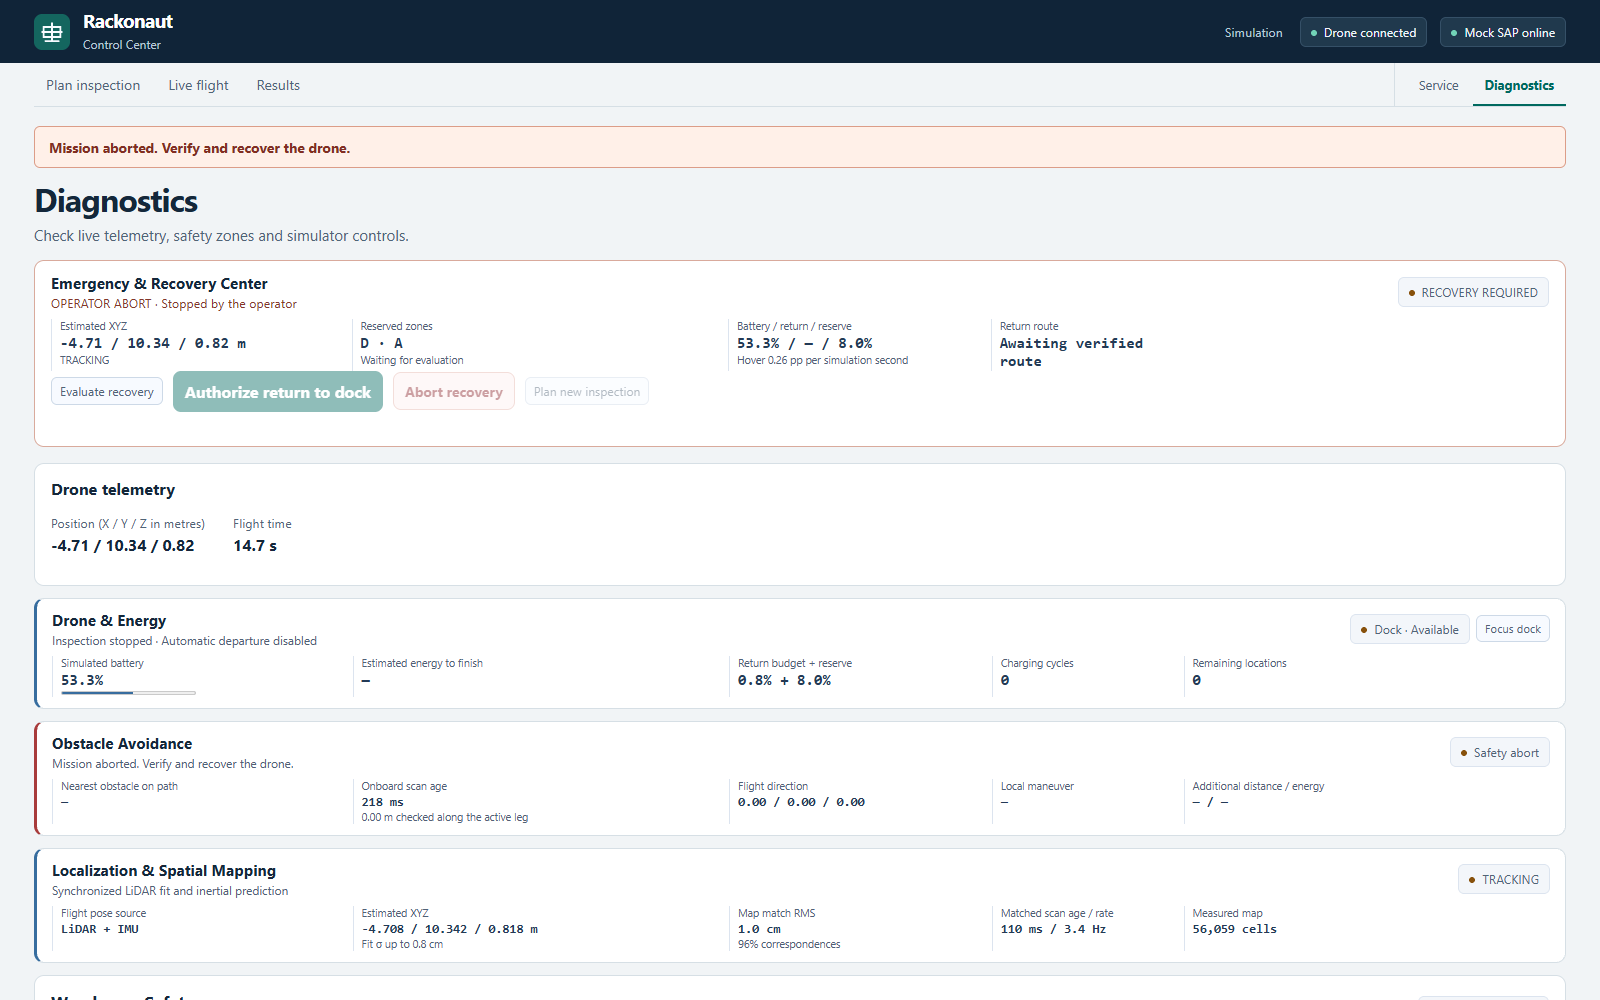 Rackonaut
Control Center
Simulation
Drone connected
Mock SAP online
Plan inspection
Live flight
Results
Service
Diagnostics
Mission aborted. Verify and recover the drone.
Diagnostics
Check live telemetry, safety zones and simulator controls.
Emergency & Recovery Center
OPERATOR ABORT · Stopped by the operator
RECOVERY REQUIRED
Estimated XYZ
-4.71 / 10.34 / 0.82 m
TRACKING
Reserved zones
D · A
Waiting for evaluation
Battery / return / reserve
53.3% / — / 8.0%
Hover 0.26 pp per simulation second
Return route
Awaiting verified
route
Evaluate recovery
Authorize return to dock
Abort recovery
Plan new inspection
Drone telemetry
Position (X / Y / Z in metres)
-4.71 / 10.34 / 0.82
Flight time
14.7 s
Drone & Energy
Inspection stopped · Automatic departure disabled
Dock · Available
Focus dock
Simulated battery
53.3%
Estimated energy to finish
—
Return budget + reserve
0.8% + 8.0%
Charging cycles
0
Remaining locations
0
Obstacle Avoidance
Mission aborted. Verify and recover the drone.
Safety abort
Nearest obstacle on path
—
Onboard scan age
218 ms
0.00 m checked along the active leg
Flight direction
0.00 / 0.00 / 0.00
Local maneuver
—
Additional distance / energy
— / —
Localization & Spatial Mapping
Synchronized LiDAR fit and inertial prediction
TRACKING
Flight pose source
LiDAR + IMU
Estimated XYZ
-4.708 / 10.342 / 0.818 m
Fit σ up to 0.8 cm
Map match RMS
1.0 cm
96% correspondences
Matched scan age / rate
110 ms / 3.4 Hz
Measured map
56,059 cells